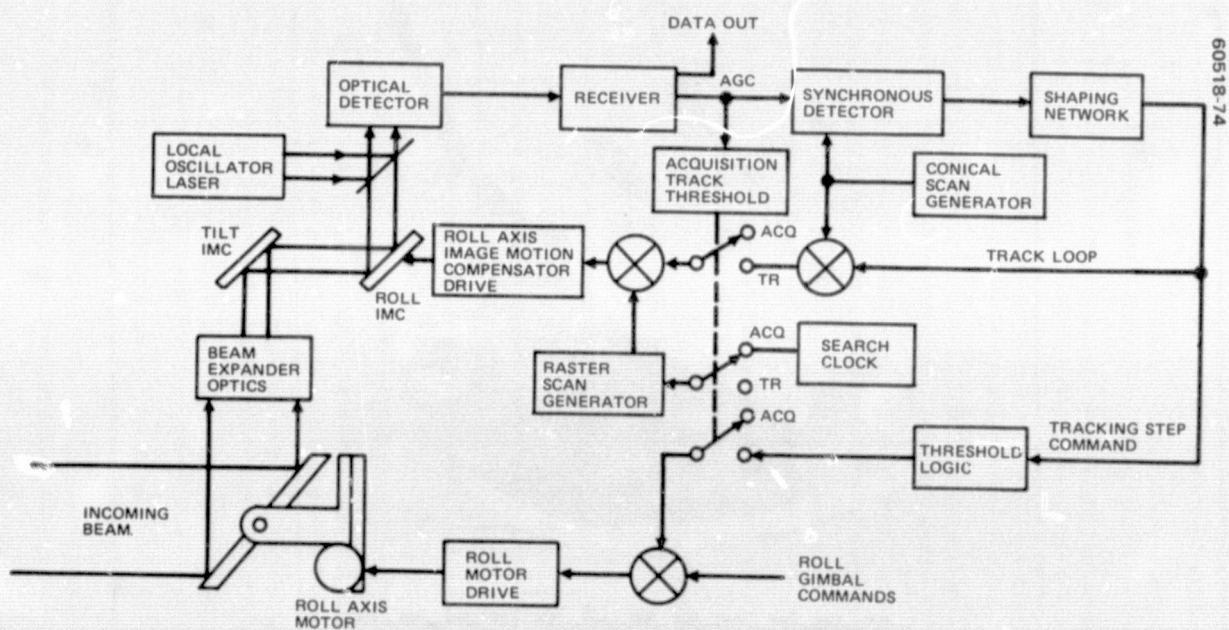 DATA OUT
60518-74
OPTICAL
DETECTOR
RECEIVER
AGC
SYNCHRONOUS
DETECTOR
SHAPING
NETWORK
LOCAL
OSCILLATOR
LASER
ACQUISITION
TRACK
THRESHOLD
CONICAL
SCAN
GENERATOR
TILT
IMC
ROLL AXIS
IMAGE MOTION
COMPENSATOR
DRIVE
ACQ
TR
TRACK LOOP
ROLL
IMC
BEAM
EXPANDER
OPTICS
RASTER
SCAN
GENERATOR
ACQ
TR
SEARCH
CLOCK
ACQ
THRESHOLD
LOGIC
TRACKING STEP
COMMAND
INCOMING
BEAM.
ROLL AXIS
MOTOR
ROLL
MOTOR
DRIVE
ROLL
GIMBAL
COMMANDS